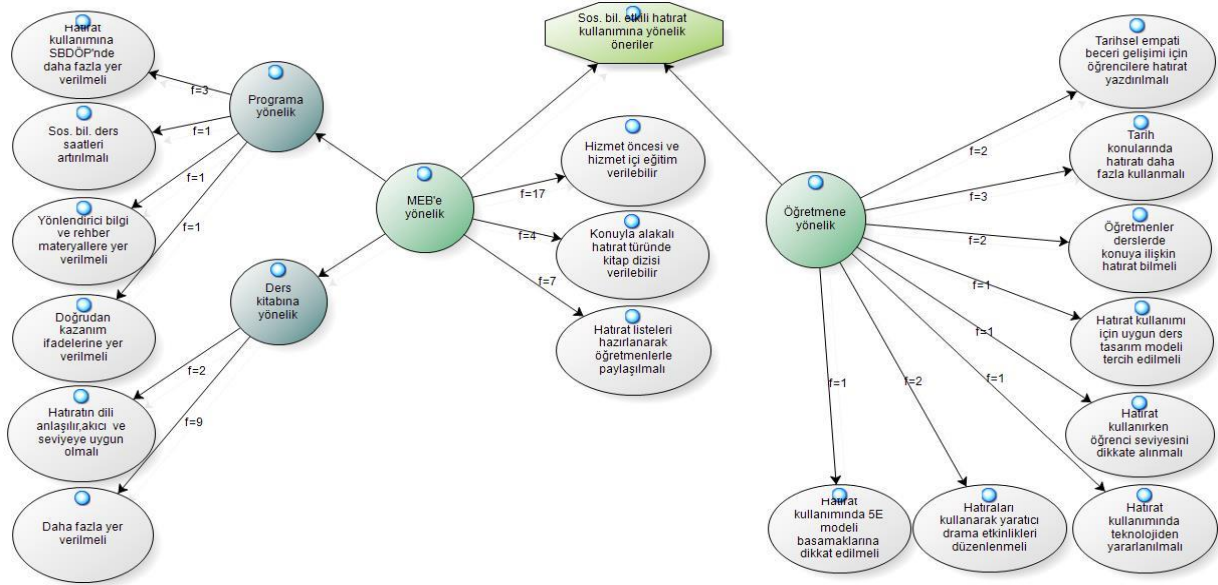 Sos. bil. etkili hatırat
kullanımına yönelik
öneriler
Hatırat
kullanımına
SBDÖP'nde
daha fazla yer
verilmeli
f=3
Programa
yönelik
f=1
Sos. bil. ders
saatleri
artırılmalı
f=1
Yönlendirici bilgi
ve rehber
materyallere yer
verilmeli
f=1
Doğrudan
kazanım
ifadelerine yer
verilmeli
Ders
kitabına
yönelik
f=2
Hatıratın dili
anlaşılır,akıcı ve
seviyeye uygun
olmalı
f=9
Daha fazla yer
verilmeli
MEB'e
yönelik
f=17
Hizmet öncesi ve
hizmet içi eğitim
verilebilir
f=4
Konuyla alakalı
hatırat türünde
kitap dizisi
verilebilir
f=7
Hatırat listeleri
hazırlanarak
öğretmenlerle
paylaşılmalı
Öğretmene
yönelik
f=2
Tarihsel empati
beceri gelişimi için
öğrencilere hatırat
yazdırılmalı
f=3
Tarih
konularında
hatıratı daha
fazla kullanmalı
f=2
Öğretmenler
derslerde
konuya ilişkin
hatırat bilmeli
f=1
Hatırat kullanımı
için uygun ders
tasarım modeli
tercih edilmeli
f=1
Hatırat
kullanırken
öğrenci seviyesini
dikkate alınmalı
f=1
Hatırat
kullanımında
teknolojiden
yararlanılmalı
f=2
Hatıraları
kullanarak yaratıcı
drama etkinlikleri
düzenlenmeli
f=1
Hatırat
kullanımında 5E
modeli
basamaklarına
dikkat edilmeli